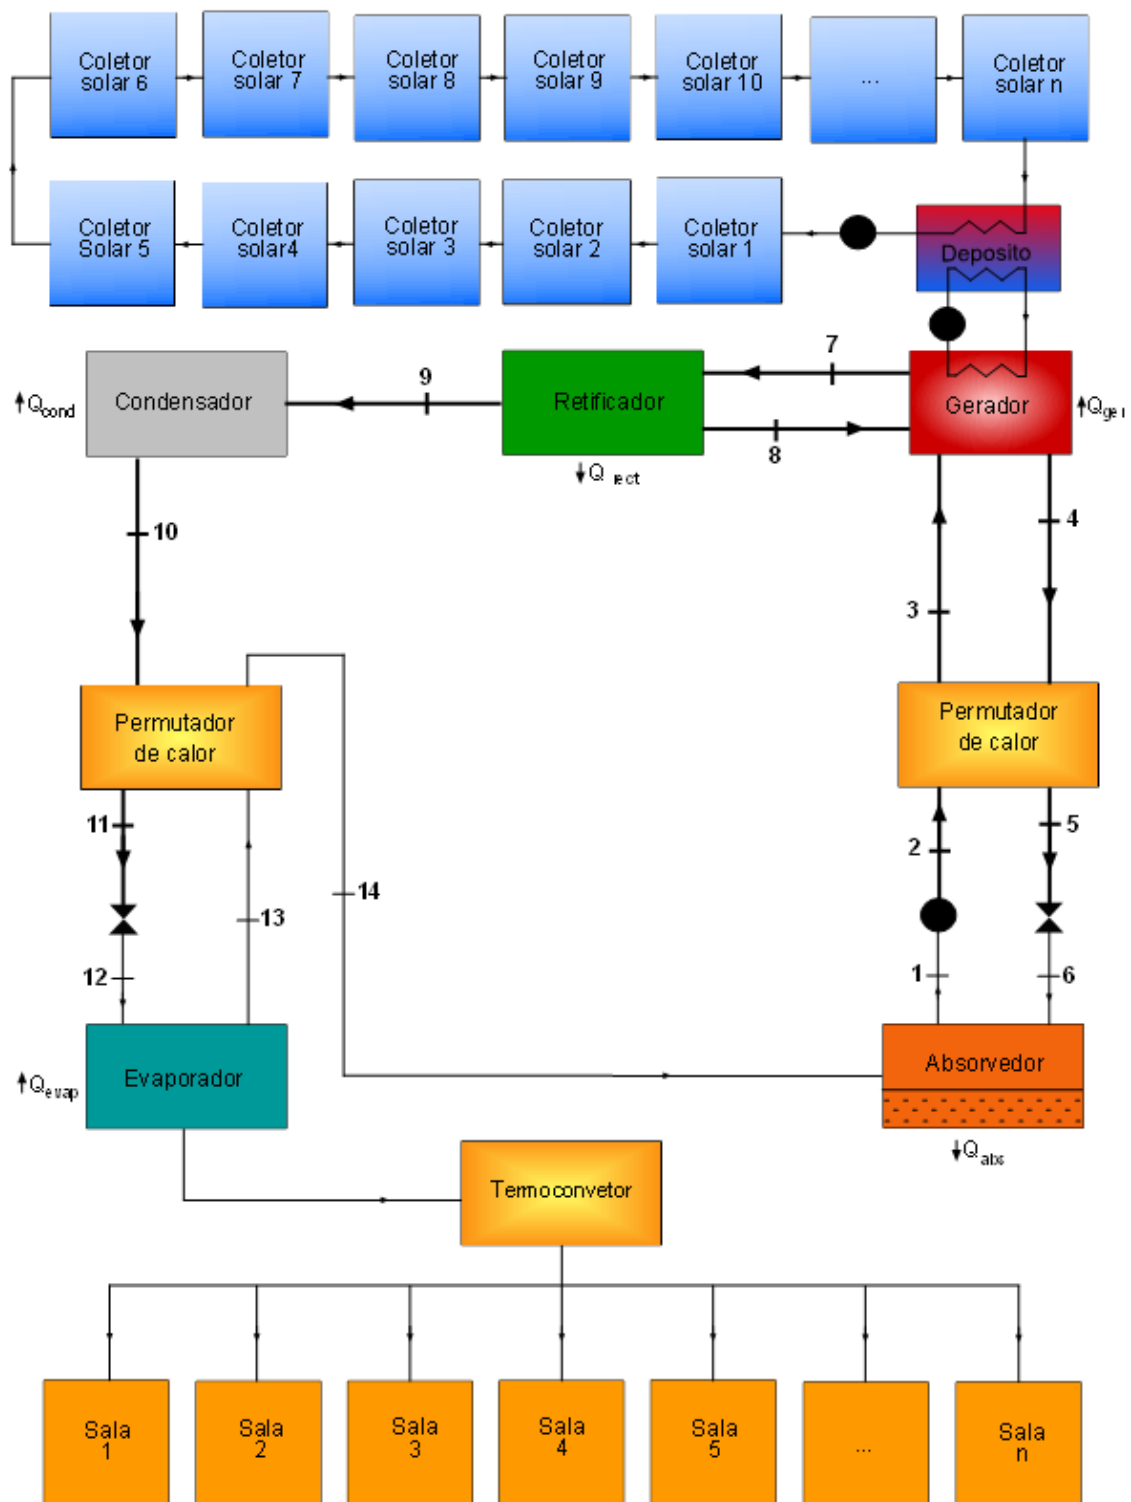 Coletor
solar 6
Coletor
solar 7
Coletor
solar 8
Coletor
solar 9
Coletor
solar 10
...
Coletor
solar n
Coletor
Solar 5
Coletor
solar4
Coletor
solar 3
Coletor
solar 2
Coletor
solar 1
Deposito
Condensador
Qcond
9
Retificador
Q rect
7
8
Gerador
Qger
10
3
4
Permutador
de calor
Permutador
de calor
11
13
14
2
5
12
1
6
Evaporador
Qevap
Absorvedor
Qabs
Termoconvetor
Sala
1
Sala
2
Sala
3
Sala
4
Sala
5
...
Sala
n